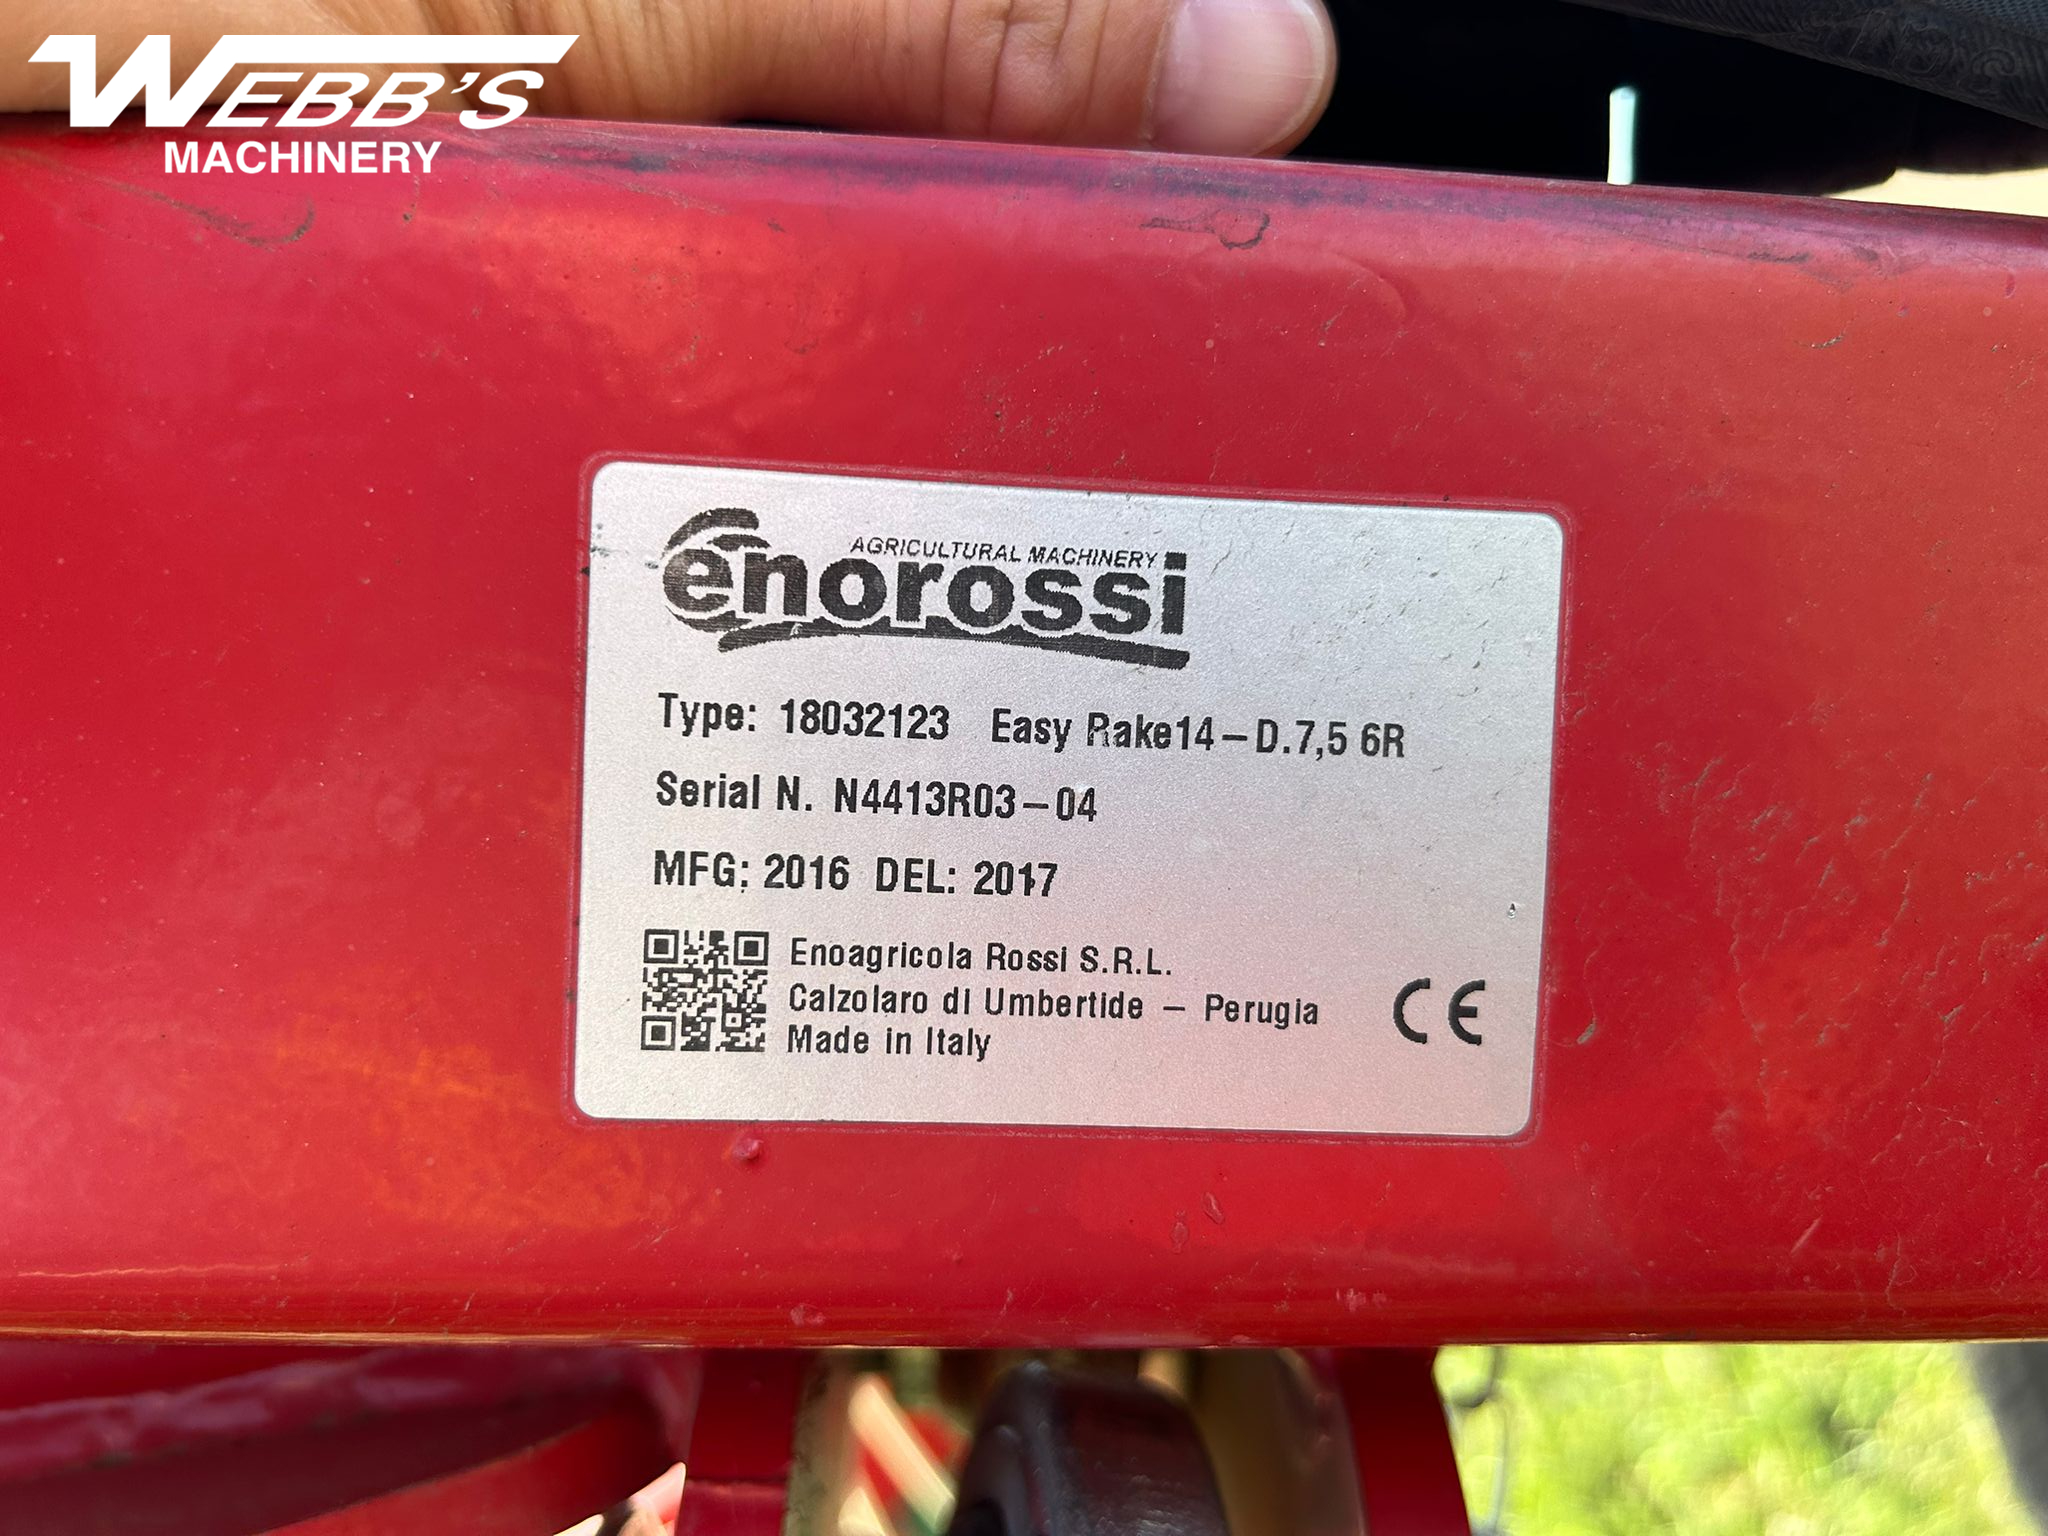 WEBB'S
MACHINERY
AGRICULTURAL MACHINERY
enorossi
Type: 18032123 Easy Rake14-D.7,5 6R
Serial N. N4413R03-04
MFG: 2016 DEL: 2017
Enoagricola Rossi S.R.L.
Calzolaro di Umbertide - Perugia
Made in Italy
CE